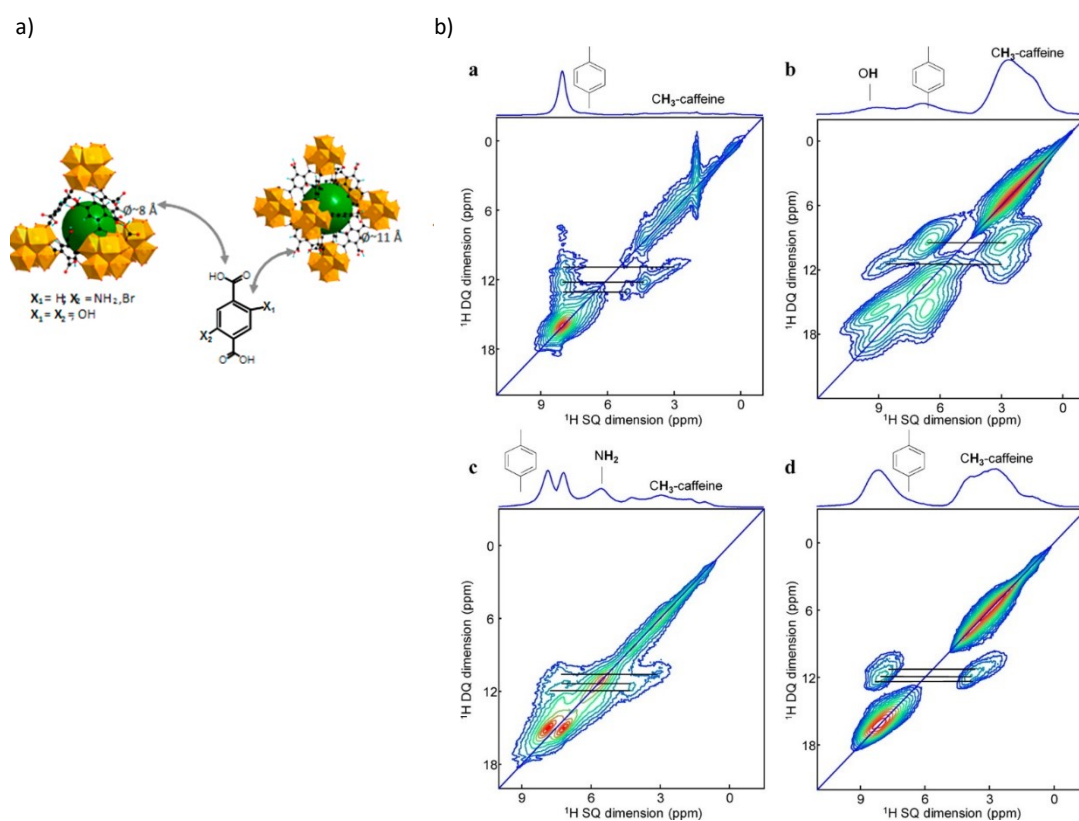 a)
b)
Ø~8 Å
Ø~11 Å
HO
O
X₁
X₂
O
OH
X₁ = H; X₂ = NH₂,Br
X₁ = X₂ = ; OH
a
CH₃-caffeine
0
6
12
18
¹H DQ dimension (ppm)
9 6 3 0
¹H SQ dimension (ppm)
b
OH
CH₃-caffeine
0
6
12
18
¹H DQ dimension (ppm)
9 6 3 0
¹H SQ dimension (ppm)
c
NH₂
CH₃-caffeine
0
6
12
18
¹H DQ dimension (ppm)
9 6 3 0
¹H SQ dimension (ppm)
d
CH₃-caffeine
0
6
12
18
¹H DQ dimension (ppm)
9 6 3 0
¹H SQ dimension (ppm)